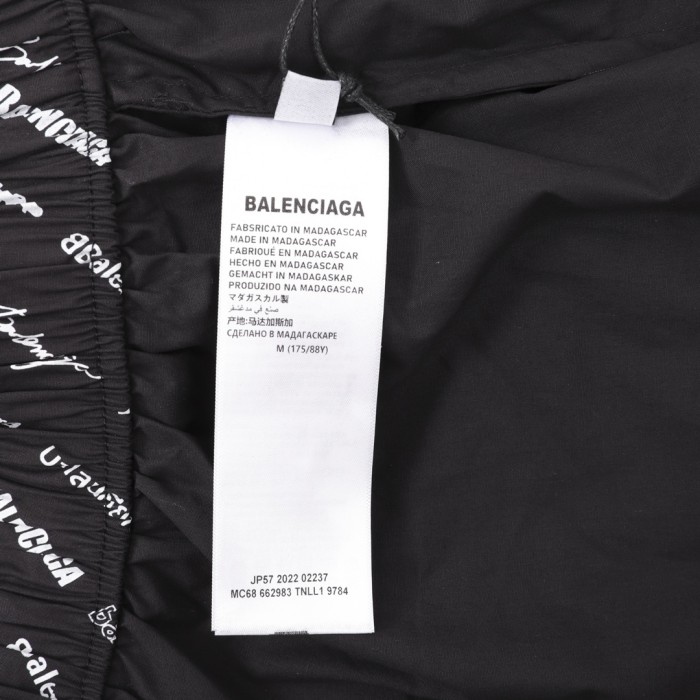 BALENCIAGA
FABSRICATO IN MADAGASCAR
MADE IN MADAGASCAR
FABRIQUÉ EN MADAGASCAR
HECHO EN MADAGASCAR
GEMACHT IN MADAGASKAR
PRODUZIDO NA MADAGASCAR
マダガスカル製
صنع في مدغشقر
产地:马达加斯加
СДЕЛАНО В МАДАГАСКАРЕ
M (175/88Y)
JP57 2022 02237
MC68 662983 TNLL1 9784